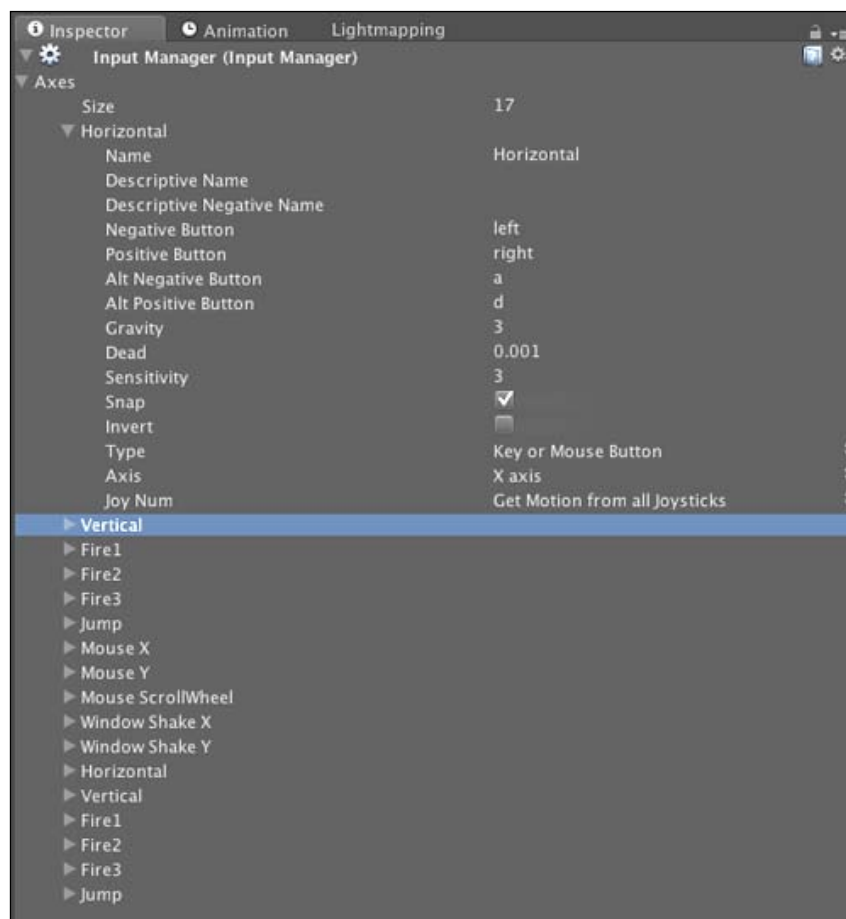 Inspector Animation Lightmapping
Input Manager (Input Manager)
Axes
Size 17
Horizontal
Name Horizontal
Descriptive Name
Descriptive Negative Name
Negative Button left
Positive Button right
Alt Negative Button a
Alt Positive Button d
Gravity 3
Dead 0.001
Sensitivity 3
Snap
Invert
Type Key or Mouse Button
Axis X axis
Joy Num Get Motion from all Joysticks
Vertical
Fire1
Fire2
Fire3
Jump
Mouse X
Mouse Y
Mouse ScrollWheel
Window Shake X
Window Shake Y
Horizontal
Vertical
Fire1
Fire2
Fire3
Jump